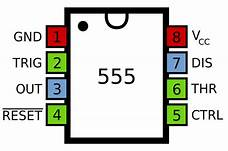 GND 1 8 VCC
TRIG 2 7 DIS
555
OUT 3 6 THR
RESET 4 5 CTRL